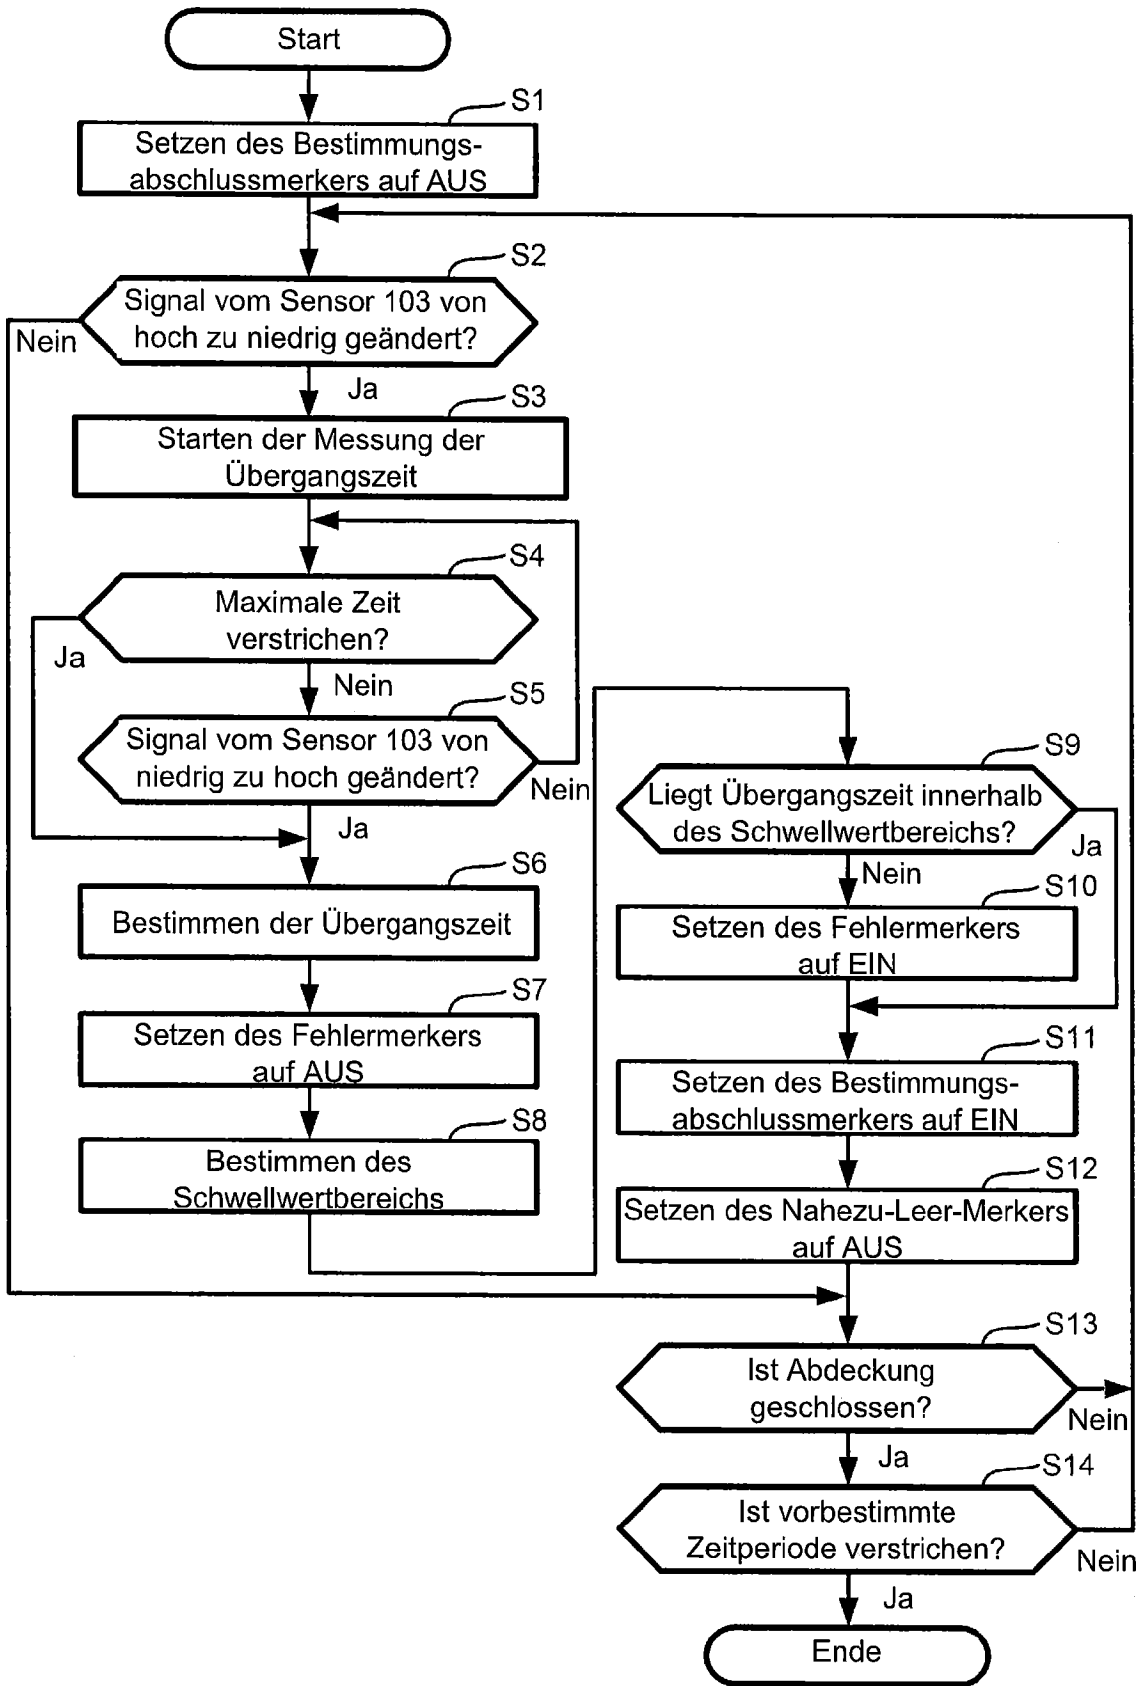 Start
S1
Setzen des Bestimmungs-
abschlussmerkers auf AUS
S2
Signal vom Sensor 103 von
hoch zu niedrig geändert?
Nein
Ja
S3
Starten der Messung der
Übergangszeit
S4
Maximale Zeit
verstrichen?
Ja
Nein
S5
Signal vom Sensor 103 von
niedrig zu hoch geändert?
Nein
Ja
S6
Bestimmen der Übergangszeit
S7
Setzen des Fehlermerkers
auf AUS
S8
Bestimmen des
Schwellwertbereichs
S9
Liegt Übergangszeit innerhalb
des Schwellwertbereichs?
Ja
Nein
S10
Setzen des Fehlermerkers
auf EIN
S11
Setzen des Bestimmungs-
abschlussmerkers auf EIN
S12
Setzen des Nahezu-Leer-Merkers
auf AUS
S13
Ist Abdeckung
geschlossen?
Nein
Ja
S14
Ist vorbestimmte
Zeitperiode verstrichen?
Nein
Ja
Ende